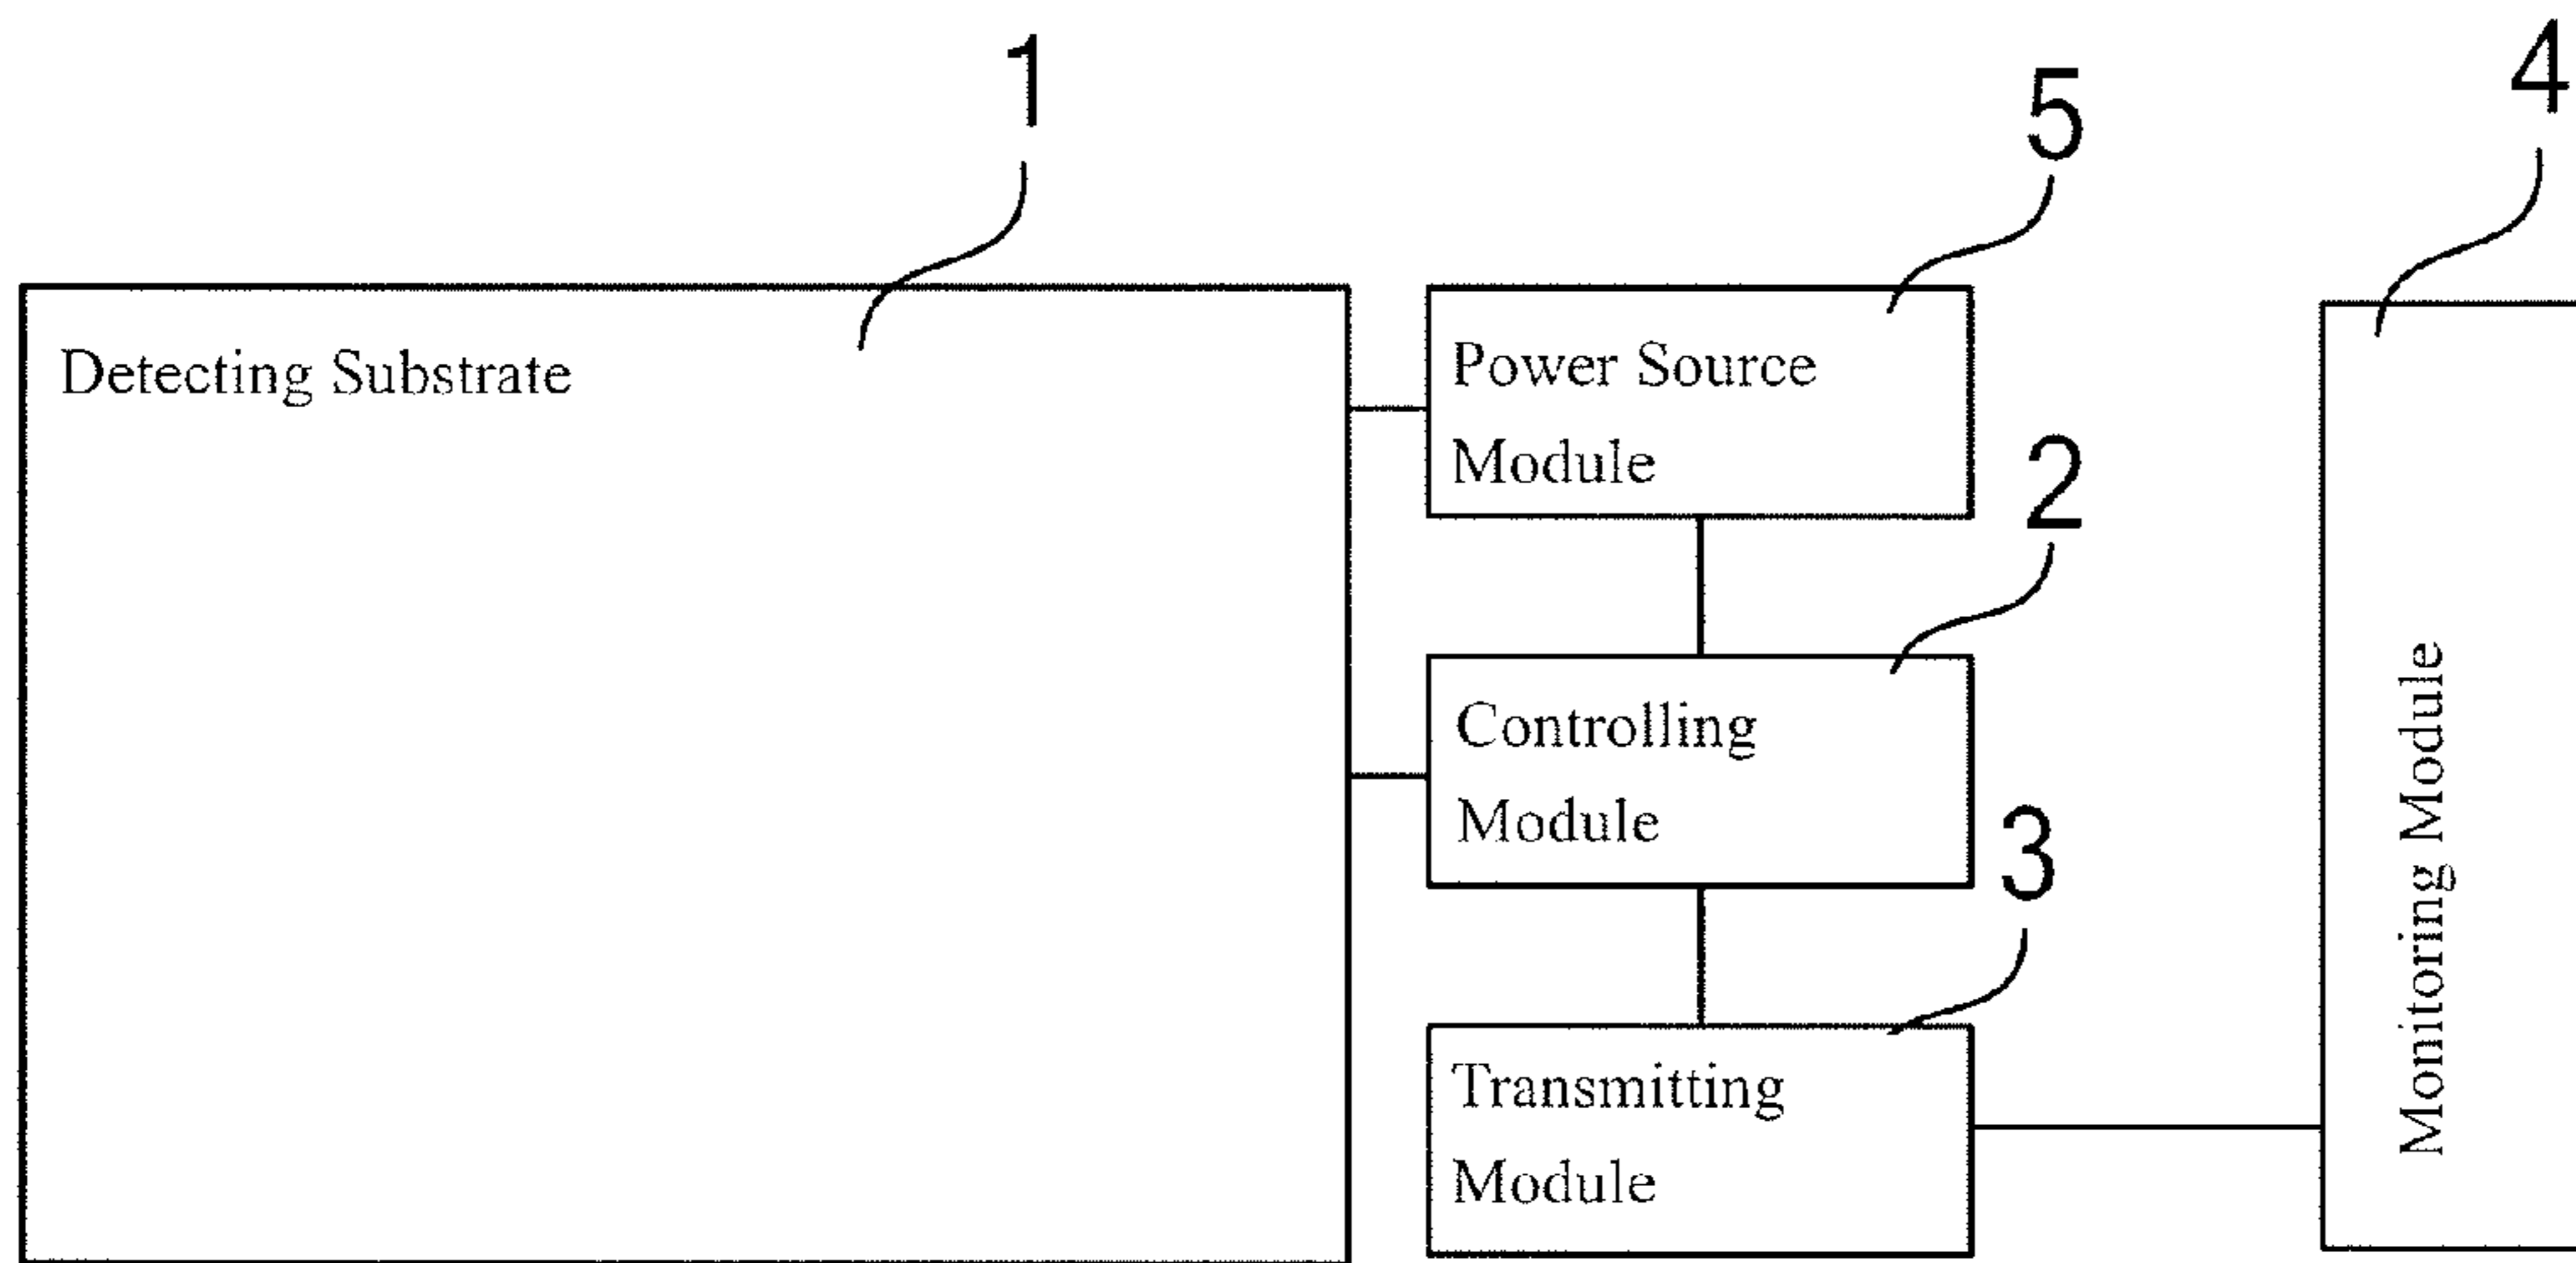 1
5
4
Detecting Substrate
Power Source
Module
2
Controlling
Module
3
Transmitting
Module
Monitoring Module